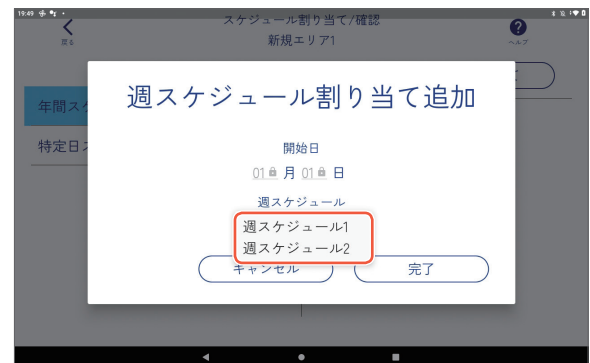 19:49
スケジュール割り当て/確認
戻る
新規エリア1
ヘルプ
年間ス
特定日
週スケジュール割り当て追加
開始日
01 月 01 日
週スケジュール
週スケジュール1
週スケジュール2
キャンセル
完了